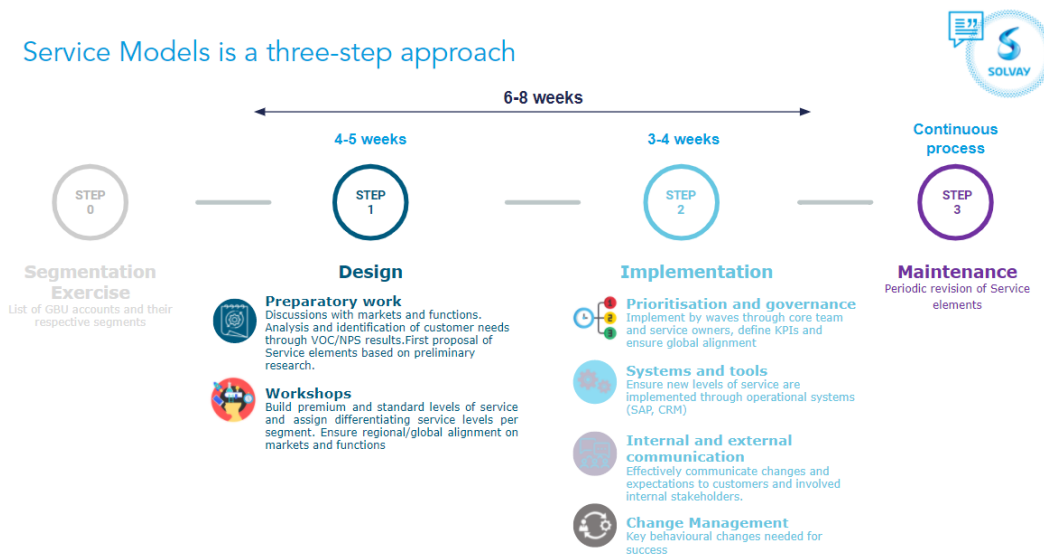 Service Models is a three-step approach
SOLVAY
6-8 weeks
4-5 weeks
3-4 weeks
Continuous
process
STEP
0
STEP
1
STEP
2
STEP
3
Segmentation
Exercise
List of GBU accounts and their
respective segments
Design
Preparatory work
Discussions with markets and functions.
Analysis and identification of customer needs
through VOC/NPS results.First proposal of
Service elements based on preliminary
research.
Workshops
Build premium and standard levels of service
and assign differentiating service levels per
segment. Ensure regional/global alignment on
markets and functions
Implementation
1
2
3
Prioritisation and governance
Implement by waves through core team
and service owners, define KPIs and
ensure global alignment
Systems and tools
Ensure new levels of service are
implemented through operational systems
(SAP, CRM)
Internal and external
communication
Effectively communicate changes and
expectations to customers and involved
internal stakeholders.
Change Management
Key behavioural changes needed for
success
Maintenance
Periodic revision of Service
elements